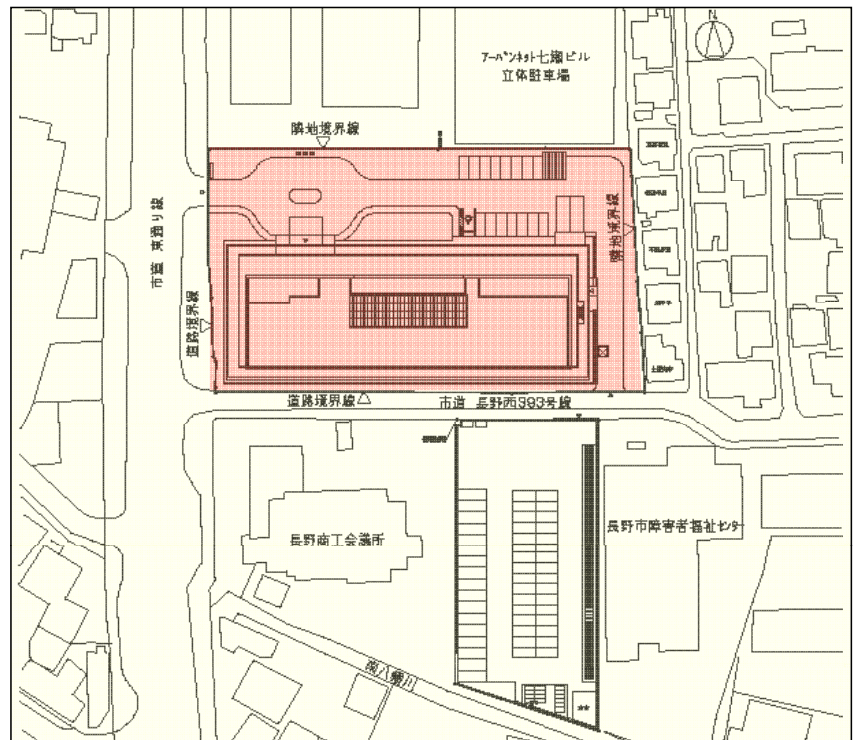 N
アーバンネット七瀬ビル
立体駐車場
隣地境界線
市道 東通り線
隣地境界線
道路境界線
道路境界線
市道 長野西393号線
長野商工会議所
長野市障害者福祉センター
南八幡川